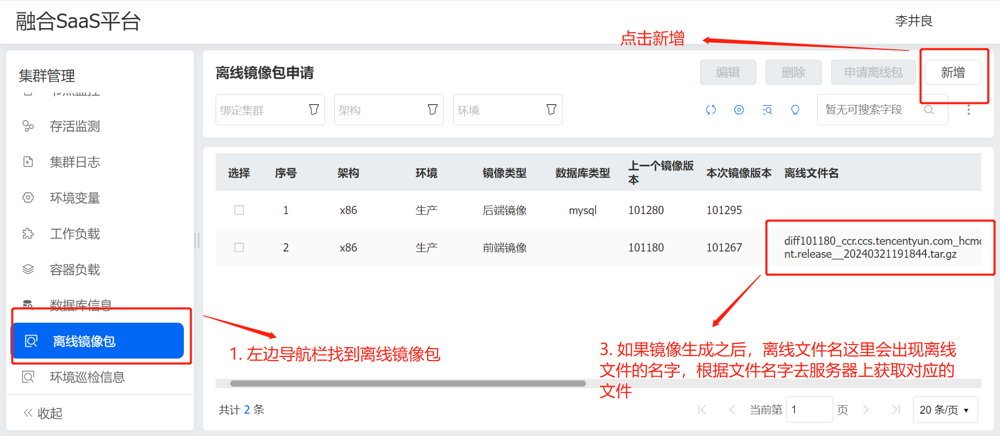 融合SaaS平台
李井良
点击新增
集群管理
节点监控
存活监测
集群日志
环境变量
工作负载
容器负载
数据库信息
离线镜像包
环境巡检信息
收起
离线镜像包申请
编辑
删除
申请离线包
新增
绑定集群
架构
环境
暂无可搜索字段
选择 序号 架构 环境 镜像类型 数据库类型 上一个镜像版本 本次镜像版本 离线文件名
1 x86 生产 后端镜像 mysql 101280 101295
2 x86 生产 前端镜像 101180 101267
diff101180_ccr.ccs.tencentyun.com_hcm
nt.release__20240321191844.tar.gz
1. 左边导航栏找到离线镜像包
3. 如果镜像生成之后，离线文件名这里会出现离线
文件的名字，根据文件名字去服务器上获取对应的
文件
共计 2 条
当前第 1 页
20 条/页